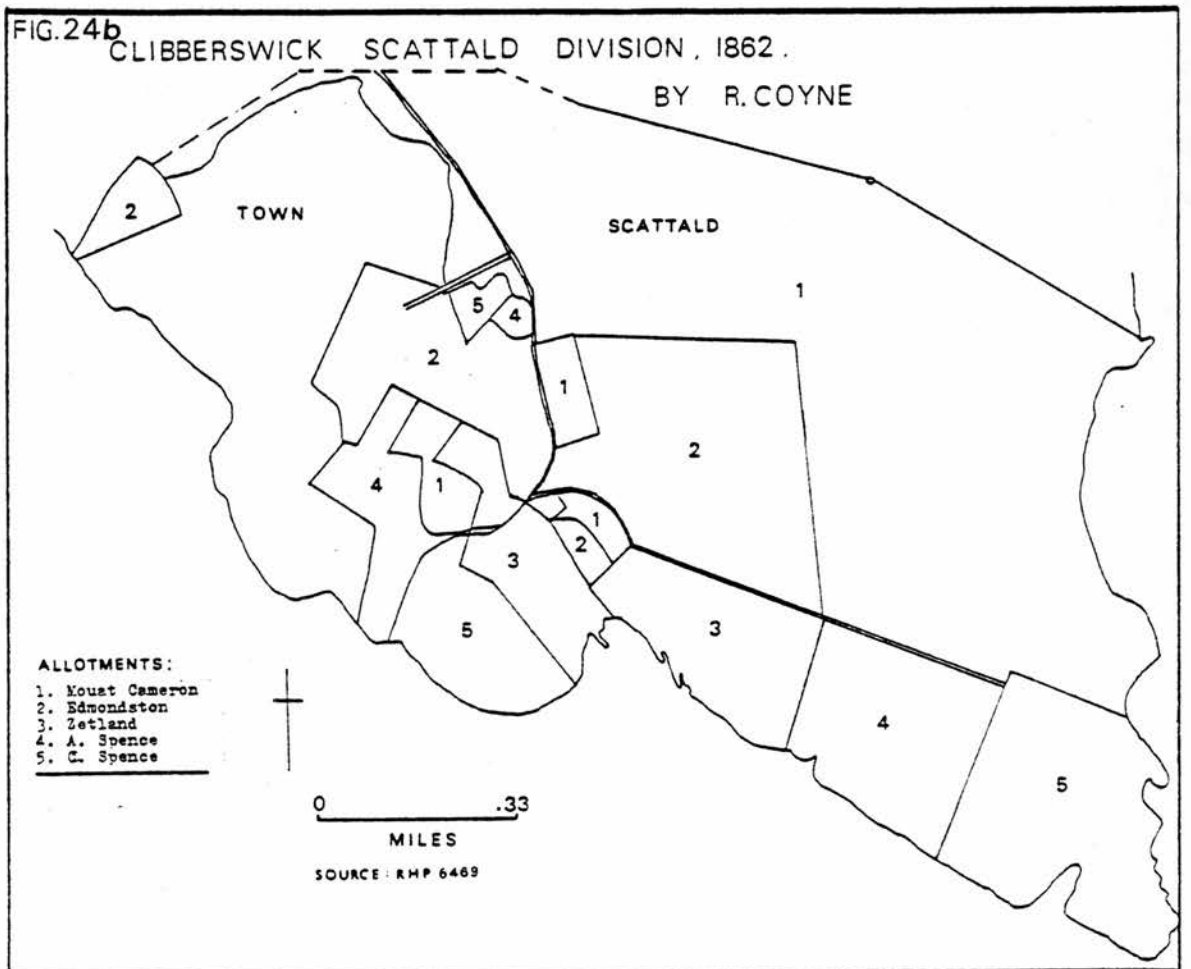 FIG.24b
CLIBBERSWICK SCATTALD DIVISION, 1862.
BY R. COYNE
2
TOWN
SCATTALD
1
5
4
2
1
2
4
1
1
2
3
3
5
4
5
ALLOTMENTS:
1. Mouat Cameron
2. Edmondston
3. Zetland
4. A. Spence
5. C. Spence
0 .33
MILES
SOURCE: RHP 6469